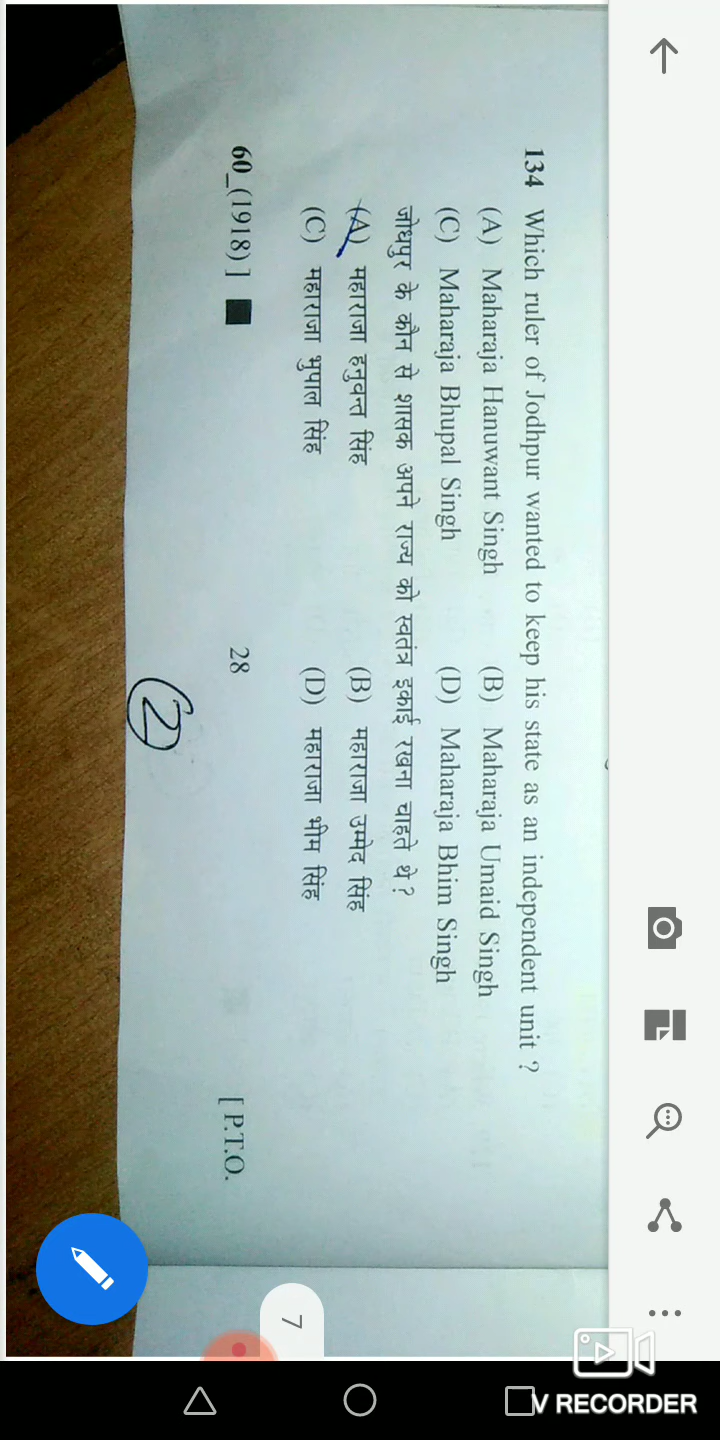 134 Which ruler of Jodhpur wanted to keep his state as an independent unit ?
(A) Maharaja Hanuwant Singh (B) Maharaja Umaid Singh
(C) Maharaja Bhupal Singh (D) Maharaja Bhim Singh
जोधपुर के कौन से शासक अपने राज्य को स्वतंत्र इकाई रखना चाहते थे ?
(A) महाराजा हनुवन्त सिंह (B) महाराजा उम्मेद सिंह
(C) महाराजा भुपाल सिंह (D) महाराजा भीम सिंह
60_(1918) ] 28 [ P.T.O.
2
7
V RECORDER